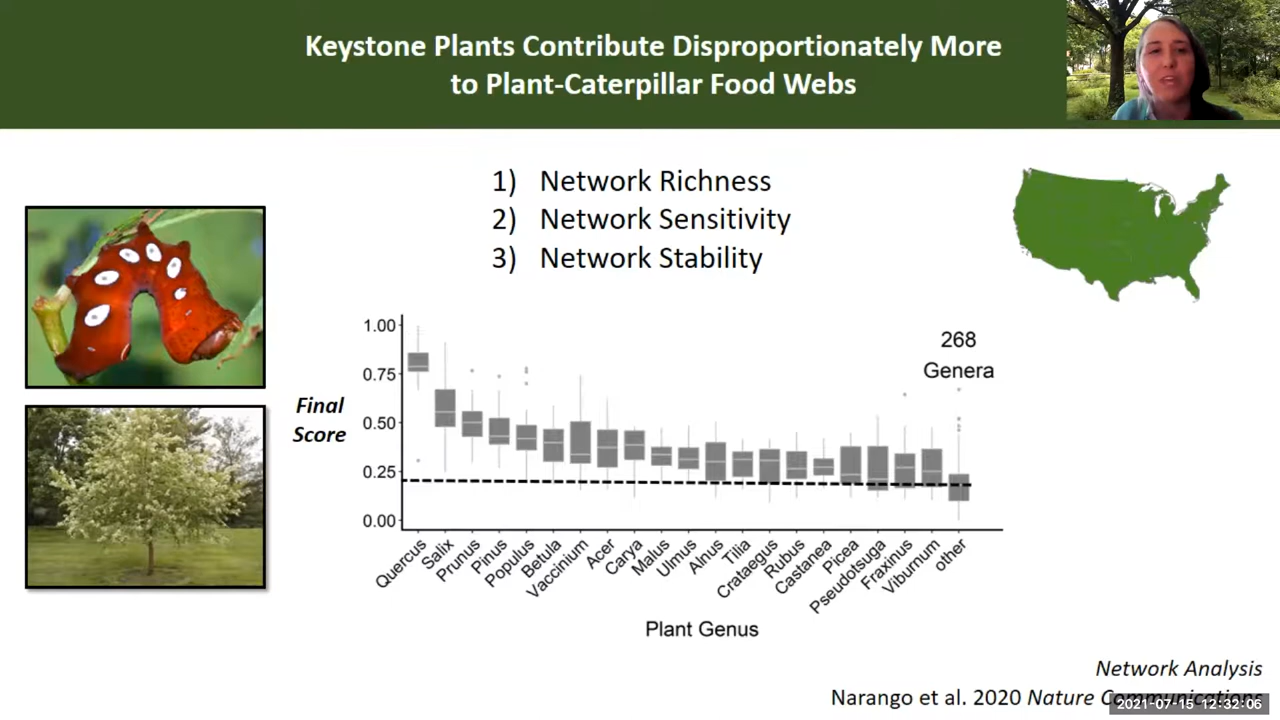 Keystone Plants Contribute Disproportionately More
to Plant-Caterpillar Food Webs
1) Network Richness
2) Network Sensitivity
3) Network Stability
Final
Score
1.00
0.75
0.50
0.25
0.00
268
Genera
Quercus
Salix
Prunus
Pinus
Populus
Betula
Vaccinium
Acer
Carya
Malus
Ulmus
Alnus
Tilia
Crataegus
Rubus
Castanea
Picea
Pseudotsuga
Fraxinus
Viburnum
other
Plant Genus
Network Analysis
Narango et al. 2020 Nature Communications
2021-07-15 12:32:06